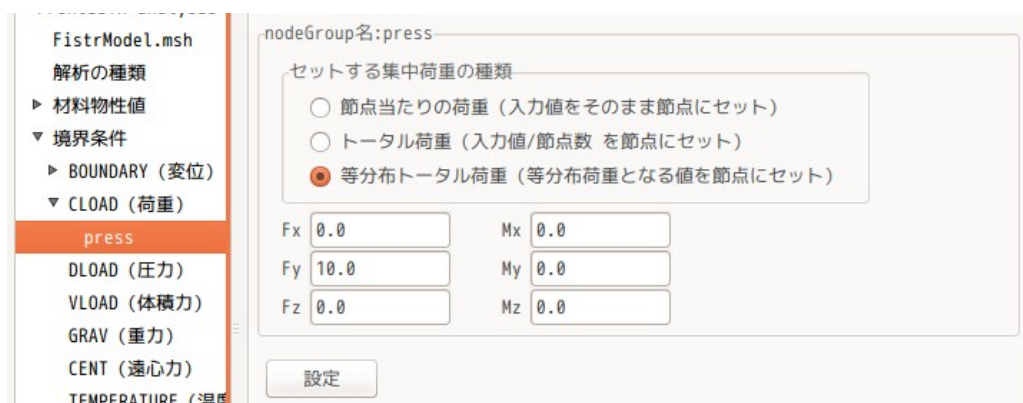 FistrModel.msh
解析の種類
材料物性値
境界条件
BOUNDARY (変位)
CLOAD (荷重)
press
DLOAD (圧力)
VLOAD (体積力)
GRAV (重力)
CENT (遠心力)
TEMPERATURE (温度
nodeGroup名:press
セットする集中荷重の種類
節点当たりの荷重 (入力値をそのまま節点にセット)
トータル荷重 (入力値/節点数 を節点にセット)
等分布トータル荷重 (等分布荷重となる値を節点にセット)
Fx 0.0 Mx 0.0
Fy 10.0 My 0.0
Fz 0.0 Mz 0.0
設定